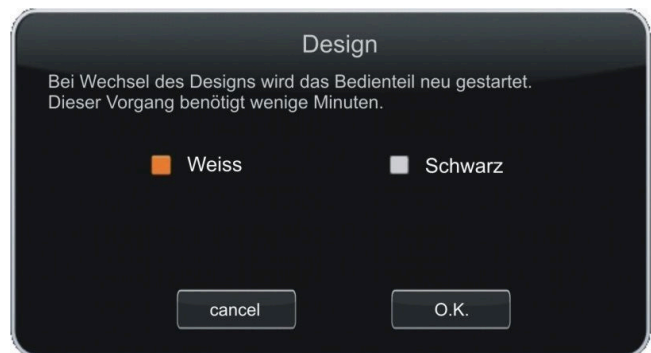 Design
Bei Wechsel des Designs wird das Bedienteil neu gestartet.
Dieser Vorgang benötigt wenige Minuten.
Weiss Schwarz
cancel O.K.